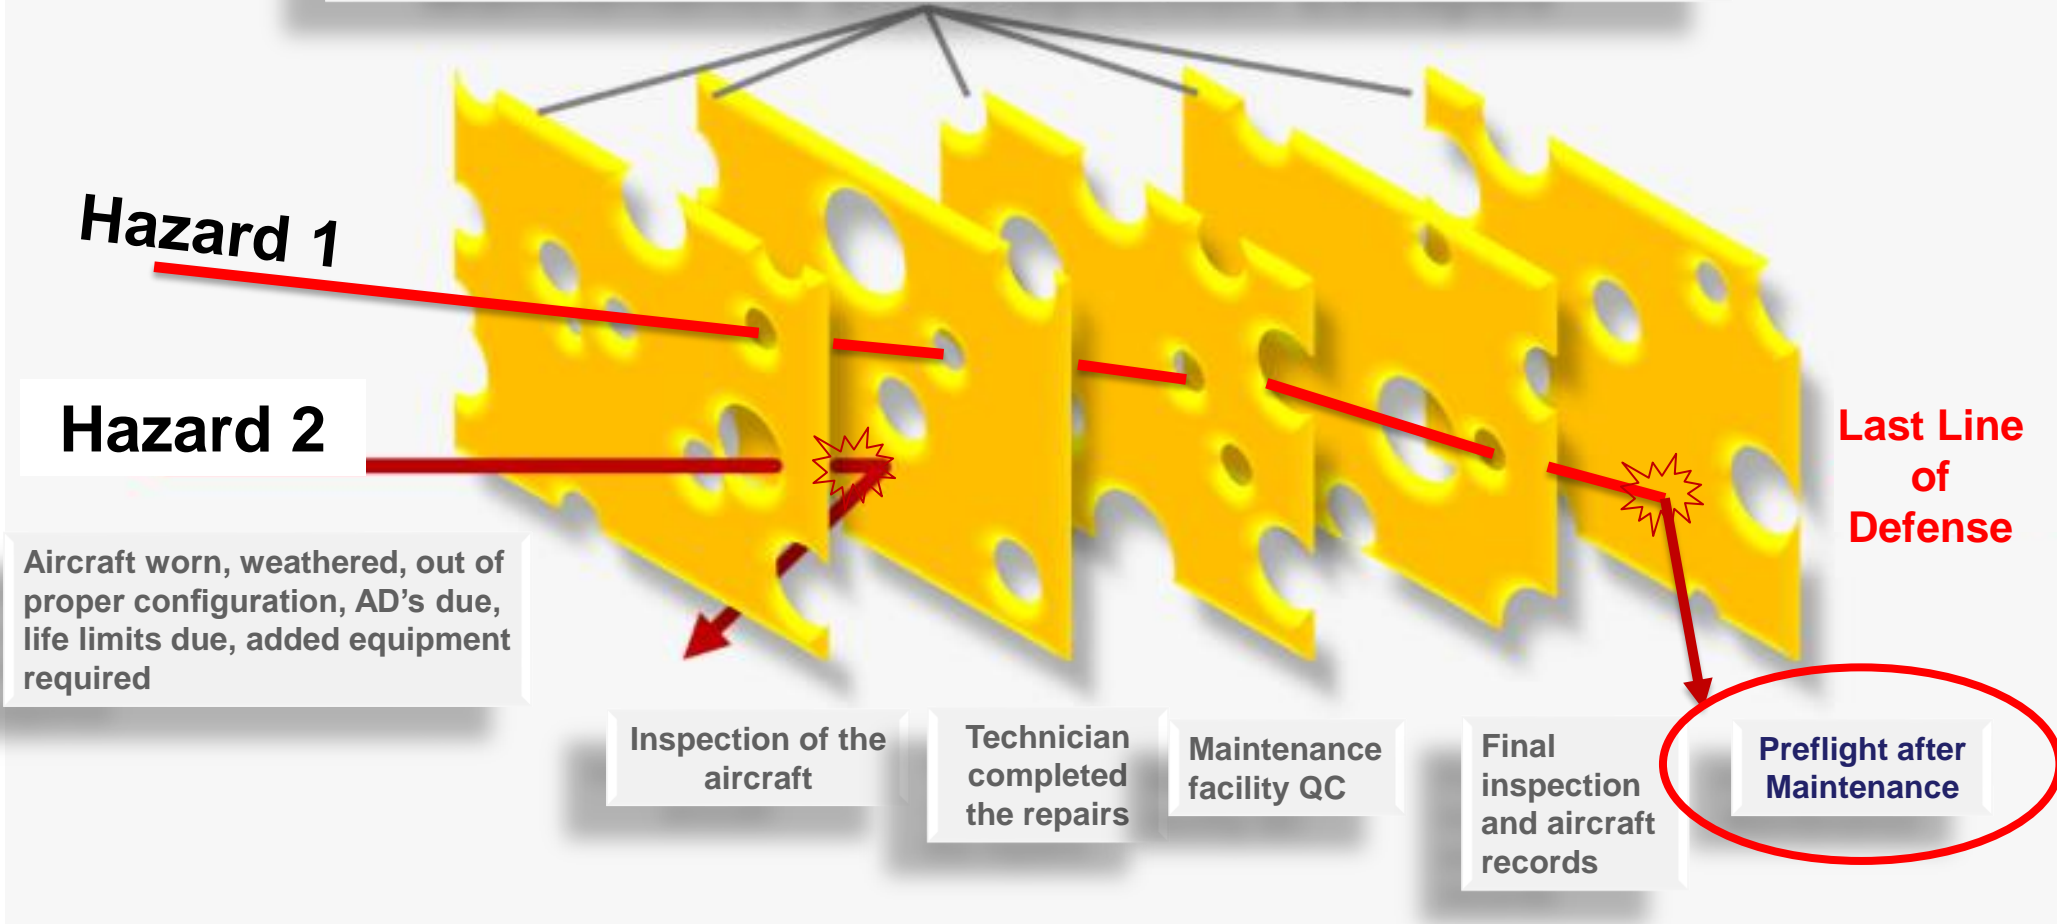 Hazard 1
Hazard 2
Last Line
of
Defense
Aircraft worn, weathered, out of
proper configuration, AD’s due,
life limits due, added equipment
required
Inspection of the
aircraft
Technician
completed
the repairs
Maintenance
facility QC
Final
inspection
and aircraft
records
Preflight after
Maintenance